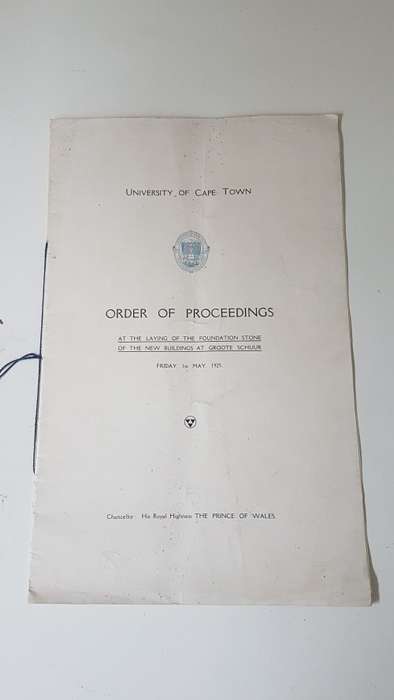 UNIVERSITY OF CAPE TOWN
ORDER OF PROCEEDINGS
AT THE LAYING OF THE FOUNDATION STONE
OF THE NEW BUILDINGS AT GROOTE SCHUUR
FRIDAY 1st MAY 1925
Chancellor His Royal Highness THE PRINCE OF WALES